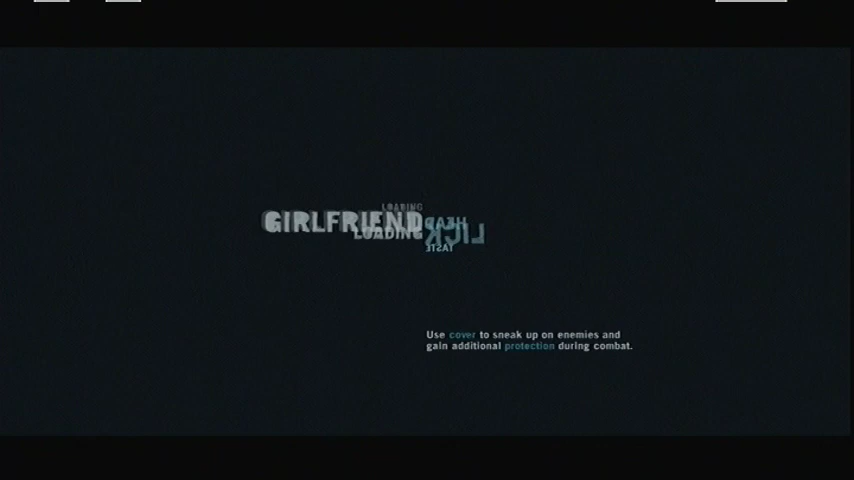 LOADING
GIRLFRIEND
LOADING
HEAD
LICK
TASTE
Use cover to sneak up on enemies and
gain additional protection during combat.